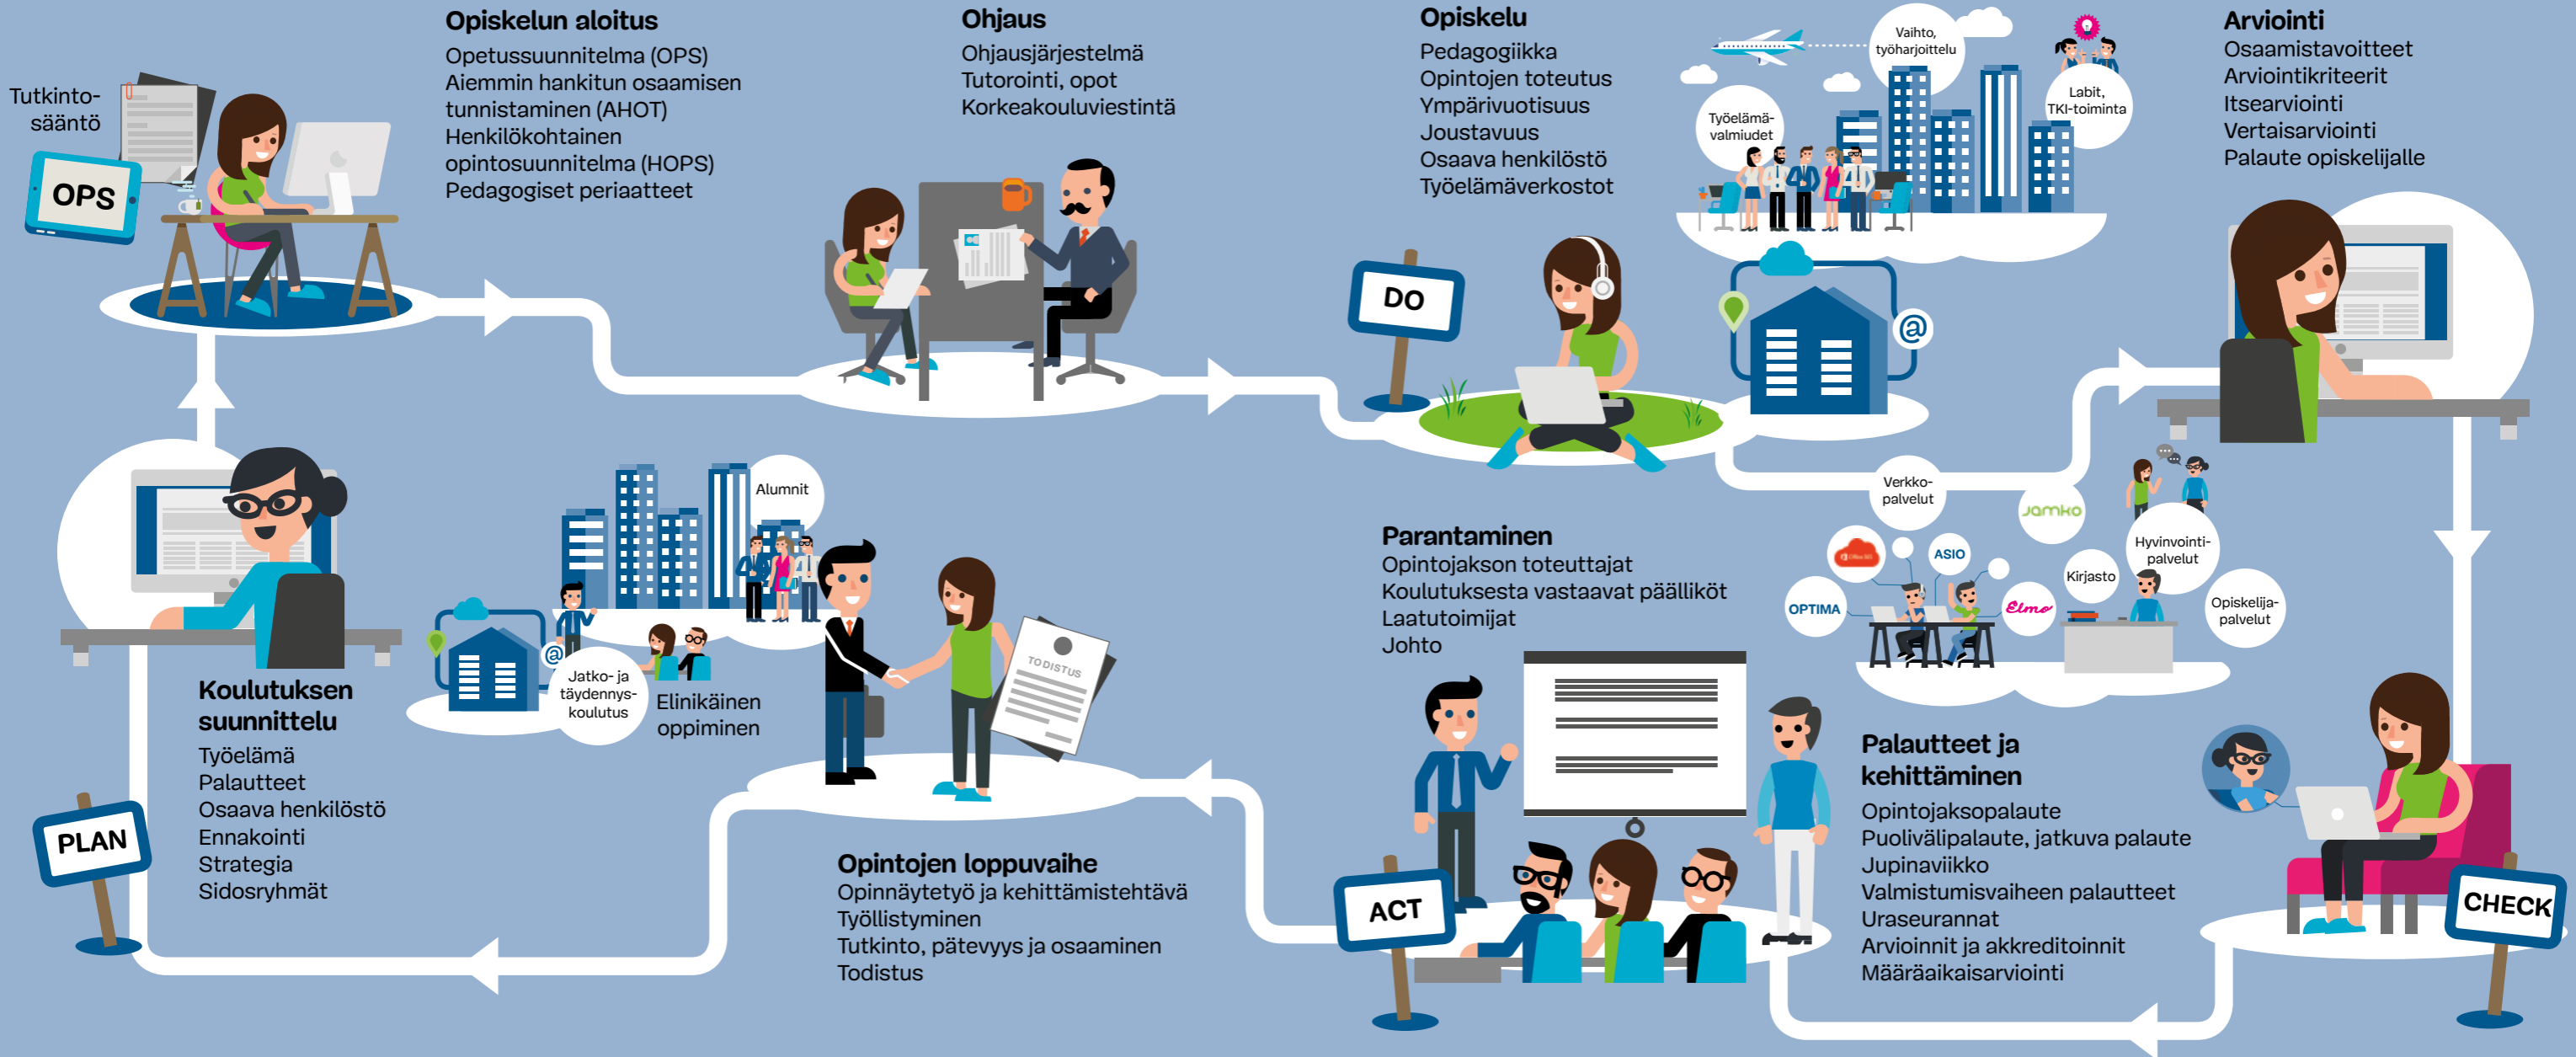 Tutkinto-
sääntö
OPS
Opiskelun aloitus
Opetussuunnitelma (OPS)
Aiemmin hankitun osaamisen
tunnistaminen (AHOT)
Henkilökohtainen
opintosuunnitelma (HOPS)
Pedagogiset periaatteet
Ohjaus
Ohjausjärjestelmä
Tutorointi, opot
Korkeakouluviestintä
Opiskelu
Pedagogiikka
Opintojen toteutus
Ympärivuotisuus
Joustavuus
Osaava henkilöstö
Työelämäverkostot
Vaihto,
työharjoittelu
Työelämä-
valmiudet
Labit,
TKI-toiminta
DO
@
Arviointi
Osaamistavoitteet
Arviointikriteerit
Itsearviointi
Vertaisarviointi
Palaute opiskelijalle
Verkko-
palvelut
Office 365
ASIO
OPTIMA
Elmo
JAMKO
Kirjasto
Hyvinvointi-
palvelut
Opiskelija-
palvelut
Palautteet ja
kehittäminen
Opintojaksopalaute
Puolivälipalaute, jatkuva palaute
Jupinaviikko
Valmistumisvaiheen palautteet
Uraseurannat
Arvioinnit ja akkreditoinnit
Määräaikaisarviointi
CHECK
Parantaminen
Opintojakson toteuttajat
Koulutuksesta vastaavat päälliköt
Laatutoimijat
Johto
ACT
Alumnit
@
Jatko- ja
täydennys-
koulutus
Elinikäinen
oppiminen
TODISTUS
Opintojen loppuvaihe
Opinnäytetyö ja kehittämistehtävä
Työllistyminen
Tutkinto, pätevyys ja osaaminen
Todistus
Koulutuksen
suunnittelu
Työelämä
Palautteet
Osaava henkilöstö
Ennakointi
Strategia
Sidosryhmät
PLAN